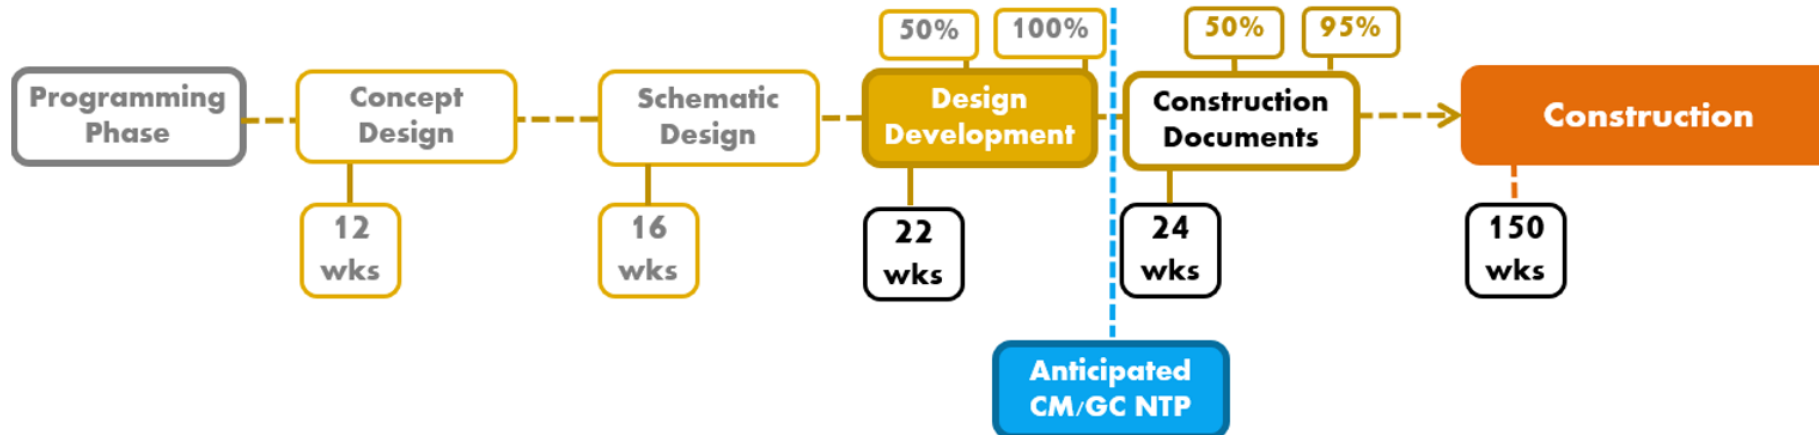 50%
100%
50%
95%
Programming
Phase
Concept
Design
Schematic
Design
Design
Development
Construction
Documents
Construction
12
wks
16
wks
22
wks
24
wks
150
wks
Anticipated
CM/GC NTP